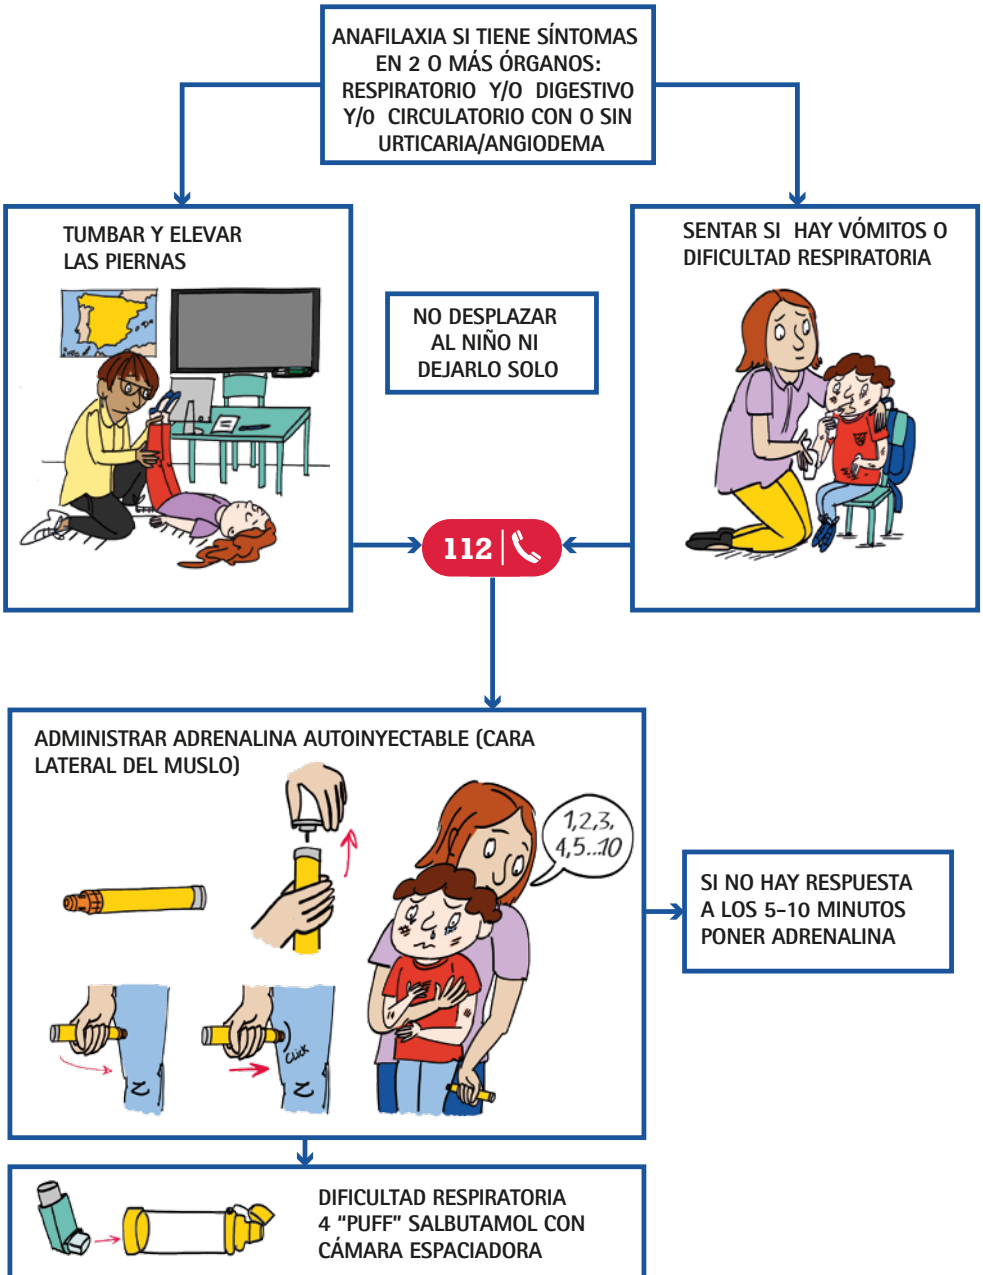 ANAFILAXIA SI TIENE SÍNTOMAS
EN 2 O MÁS ÓRGANOS:
RESPIRATORIO Y/O DIGESTIVO
Y/O CIRCULATORIO CON O SIN
URTICARIA/ANGIODEMA
TUMBAR Y ELEVAR
LAS PIERNAS
NO DESPLAZAR
AL NIÑO NI
DEJARLO SOLO
SENTAR SI HAY VÓMITOS O
DIFICULTAD RESPIRATORIA
112
ADMINISTRAR ADRENALINA AUTOINYECTABLE (CARA
LATERAL DEL MUSLO)
1,2,3,
4,5...10
CLICK
SI NO HAY RESPUESTA
A LOS 5-10 MINUTOS
PONER ADRENALINA
DIFICULTAD RESPIRATORIA
4 "PUFF" SALBUTAMOL CON
CÁMARA ESPACIADORA